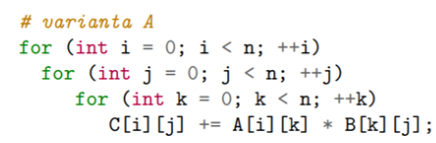 # varianta A
for (int i = 0; i < n; ++i)
  for (int j = 0; j < n; ++j)
    for (int k = 0; k < n; ++k)
      C[i][j] += A[i][k] * B[k][j];